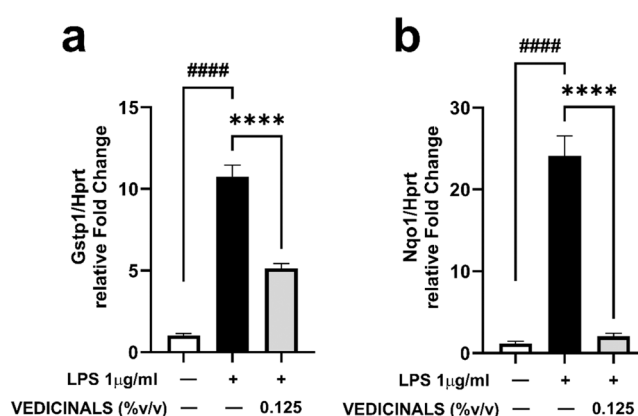 a
####
****
15
10
5
0
Gstp1/Hprt
relative Fold Change
LPS 1μg/ml — + +
VEDICINALS (%v/v) — — 0.125
b
####
****
30
20
10
0
Nqo1/Hprt
relative Fold Change
LPS 1μg/ml — + +
VEDICINALS (%v/v) — — 0.125